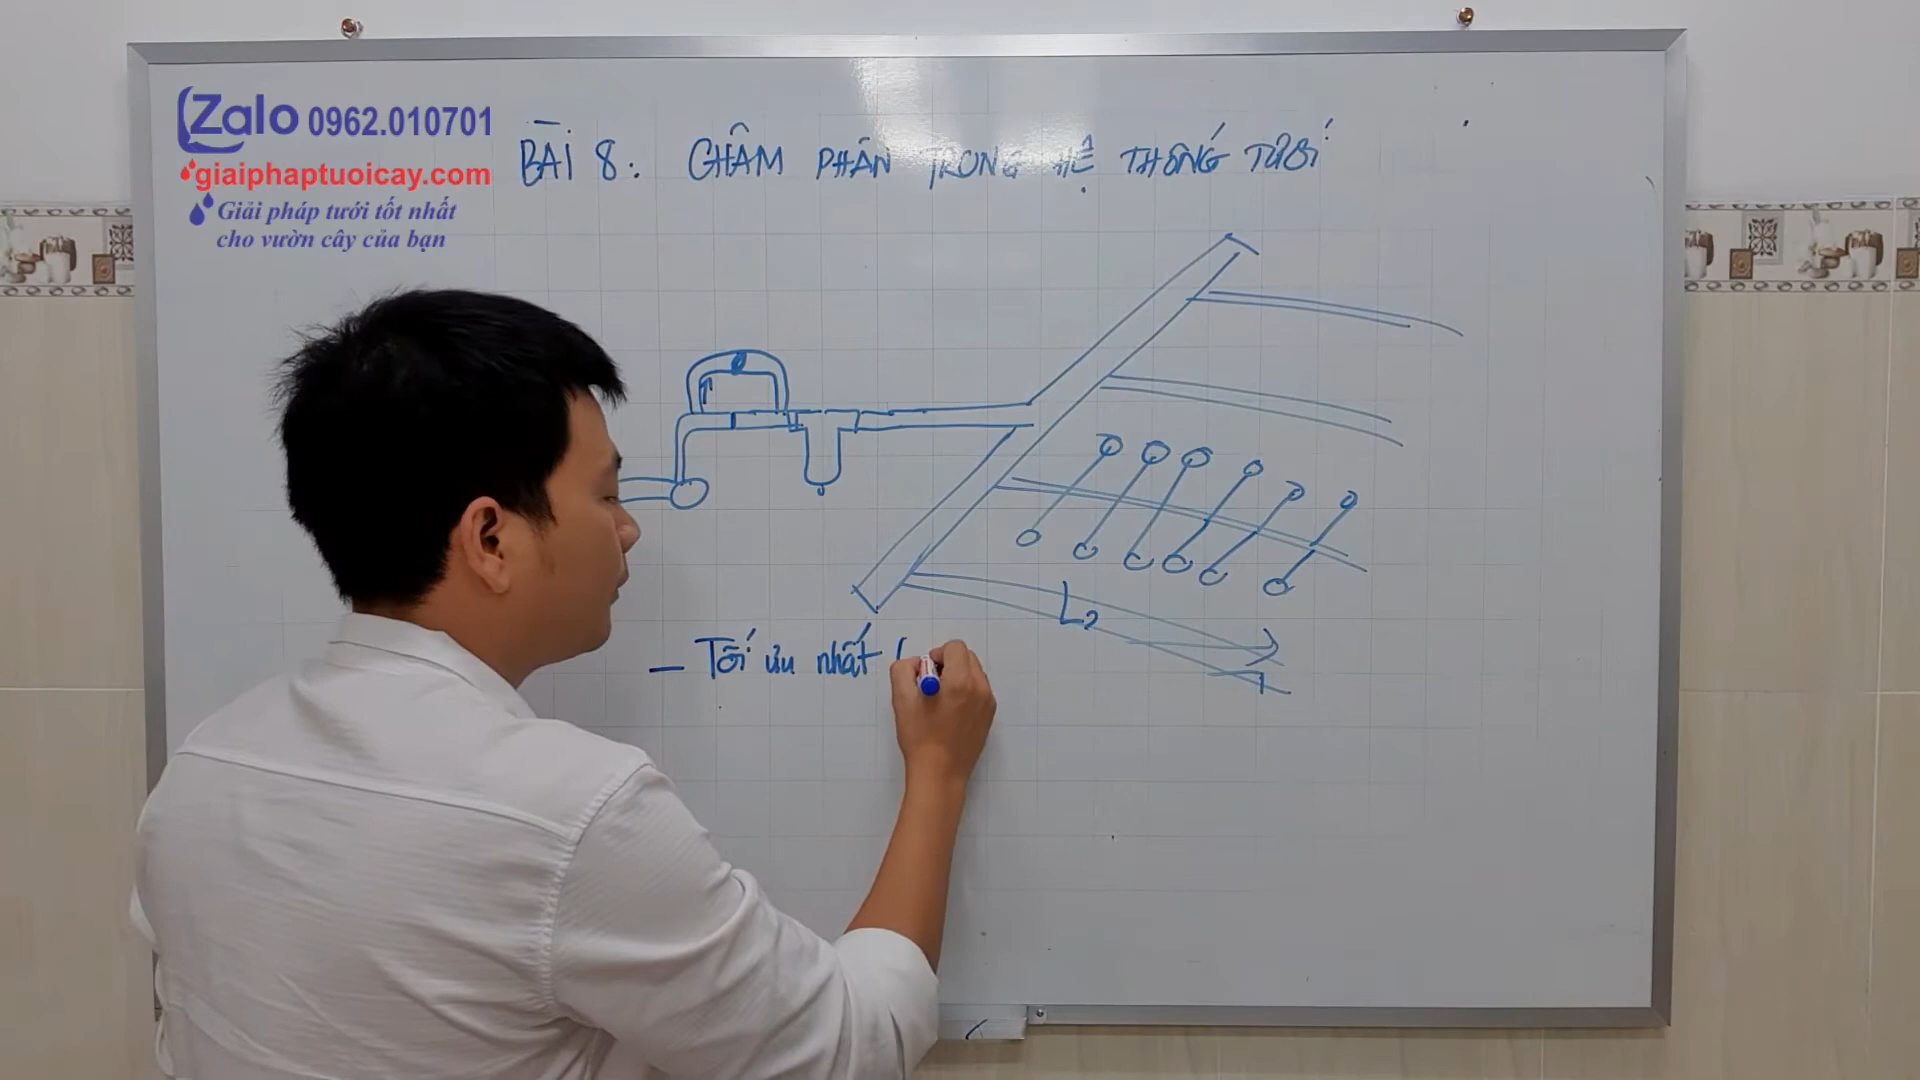 Zalo 0962.010701
giaiphaptuoicay.com
Giải pháp tưới tốt nhất
cho vườn cây của bạn
BÀI 8: CHÂM PHÂN TRONG HỆ THỐNG TƯỚI
L2
- Tối ưu nhất (